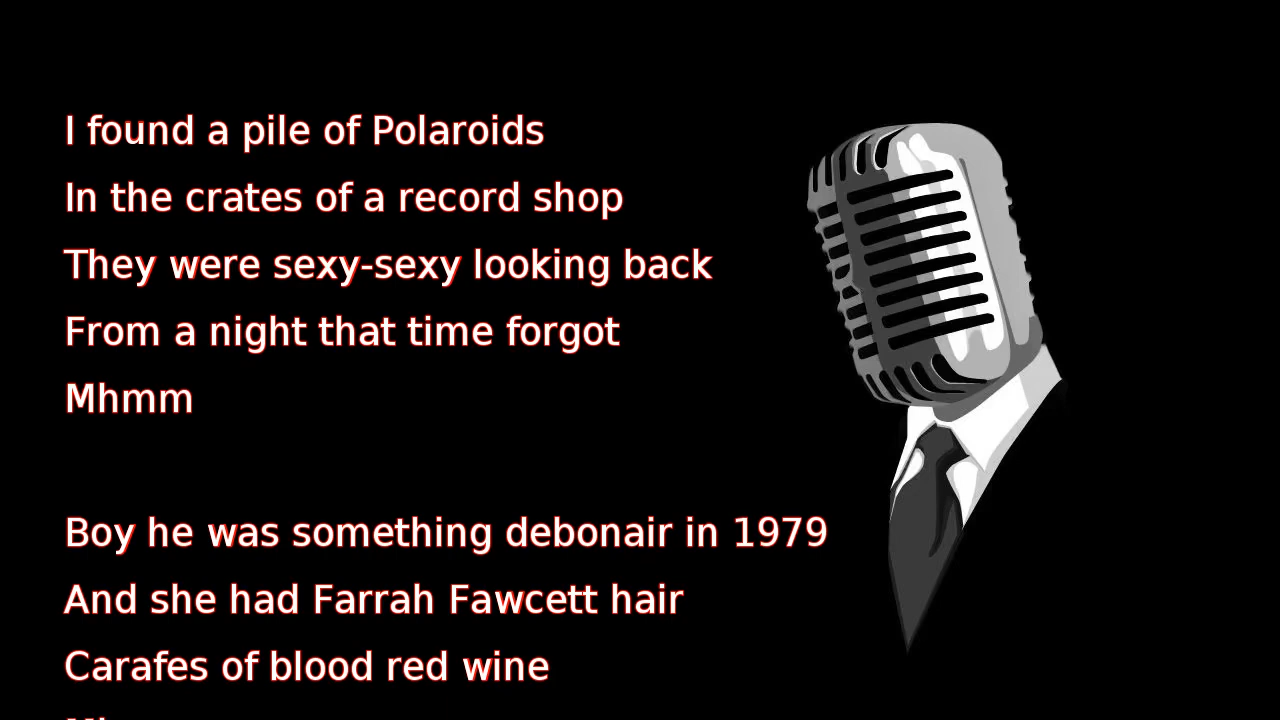 I found a pile of Polaroids
In the crates of a record shop
They were sexy-sexy looking back
From a night that time forgot
Mhmm
Boy he was something debonair in 1979
And she had Farrah Fawcett hair
Carafes of blood red wine